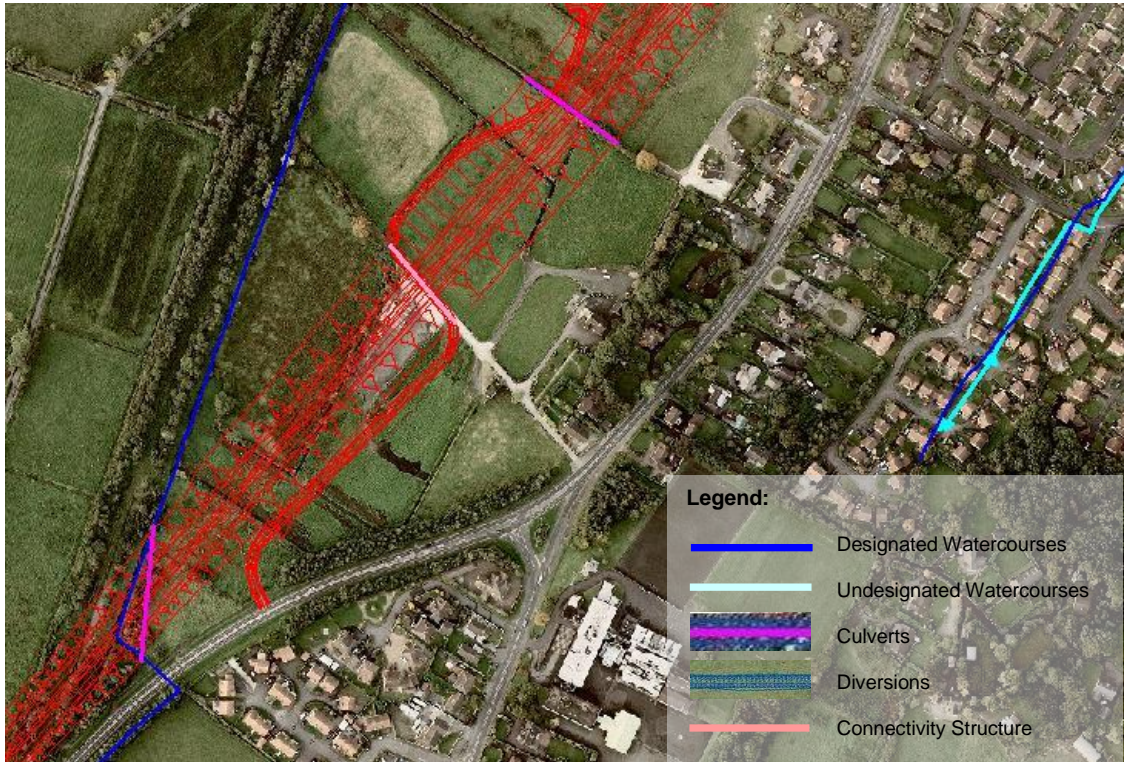 Legend:
Designated Watercourses
Undesignated Watercourses
Culverts
Diversions
Connectivity Structure